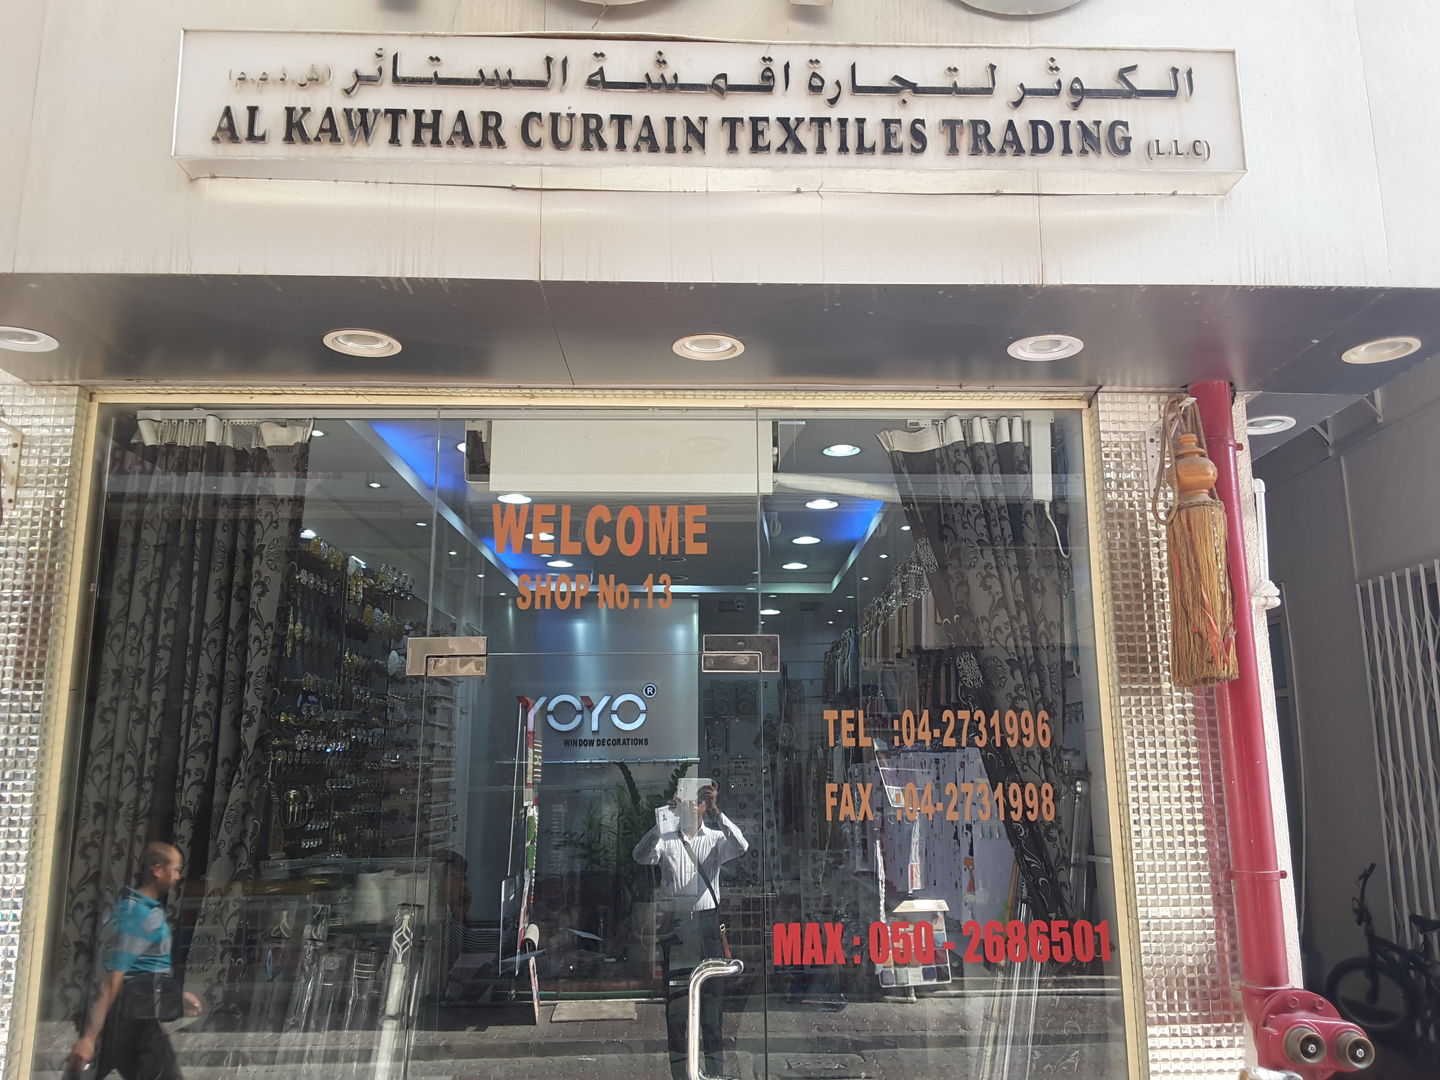 الكوثر لتجارة اقمشة الستائر (ش.ذ.م.م)
AL KAWTHAR CURTAIN TEXTILES TRADING (L.L.C)
WELCOME
SHOP No.13
YOYO®
WINDOW DECORATIONS
TEL :04-2731996
FAX :04-2731998
MAX : 050 - 2686501